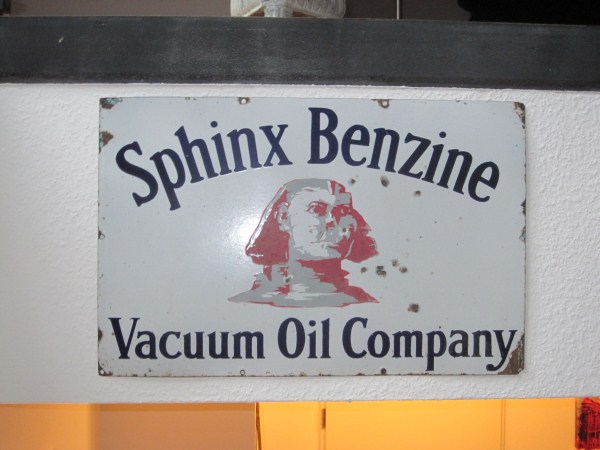 Sphinx Benzine
Vacuum Oil Company